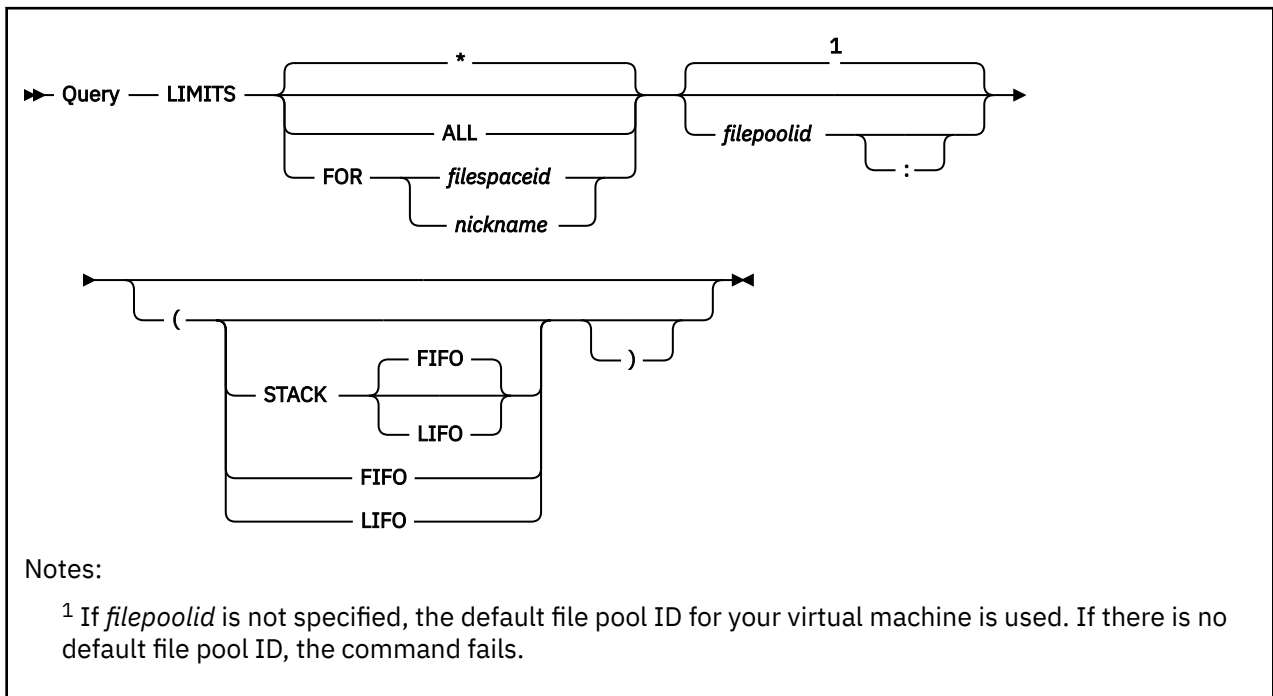 * 1
Query LIMITS
ALL filepoolid
:
FOR filespaceid
nickname
(
FIFO )
STACK
LIFO
FIFO
LIFO
Notes:
1 If filepoolid is not specified, the default file pool ID for your virtual machine is used. If there is no
default file pool ID, the command fails.